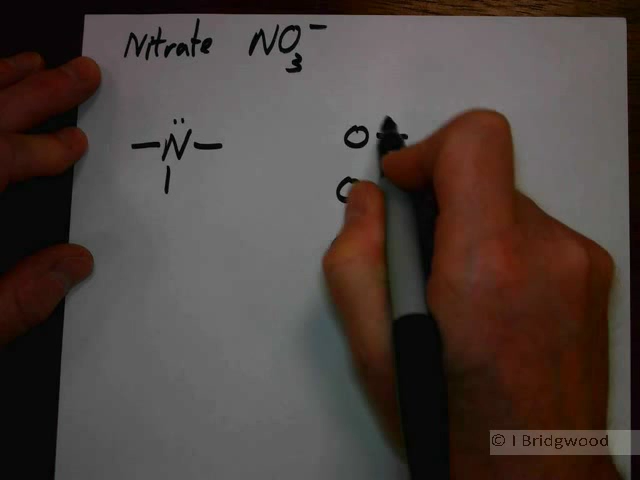 Nitrate NO₃⁻
–N̈– O
O
© I Bridgwood